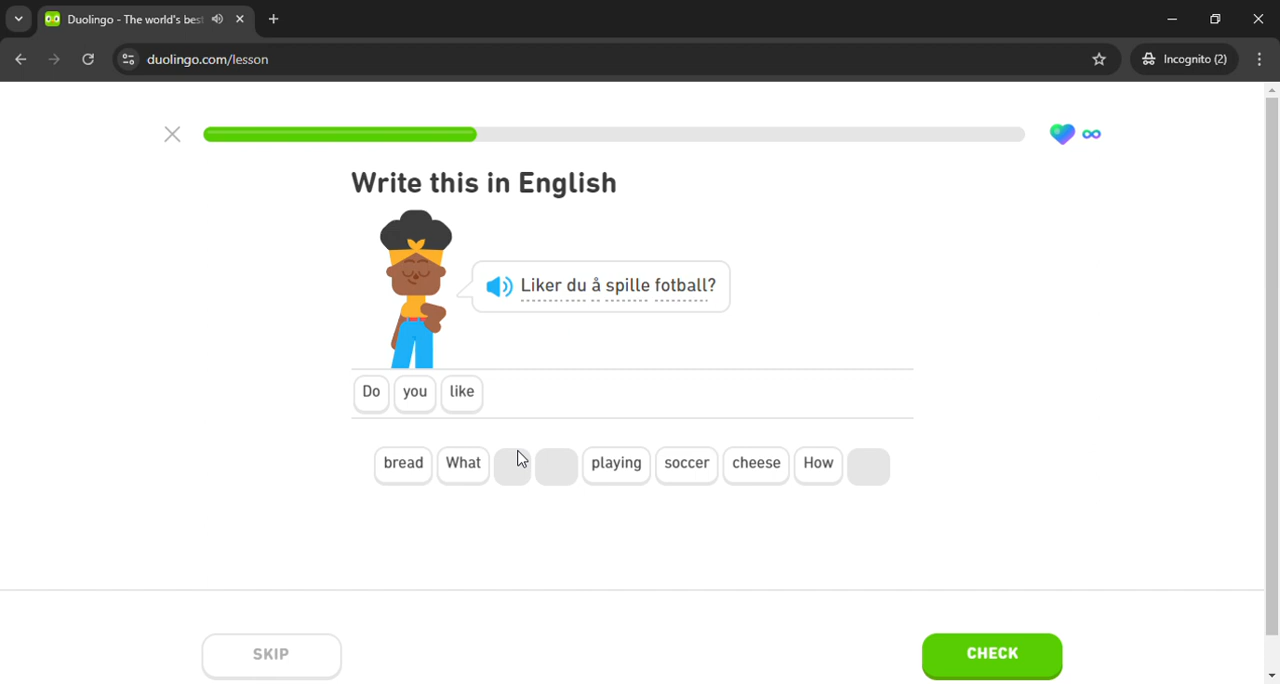 Duolingo - The world's bes
duolingo.com/lesson
Incognito (2)
Write this in English
Liker du å spille fotball?
Do you like
bread What playing soccer cheese How
SKIP
CHECK